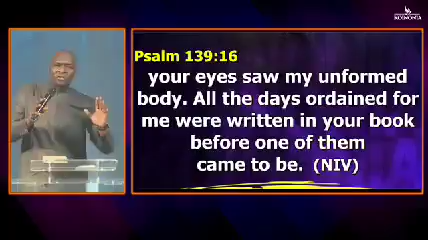 KOINONIA
Psalm 139:16
your eyes saw my unformed
body. All the days ordained for
me were written in your book
before one of them
came to be. (NIV)